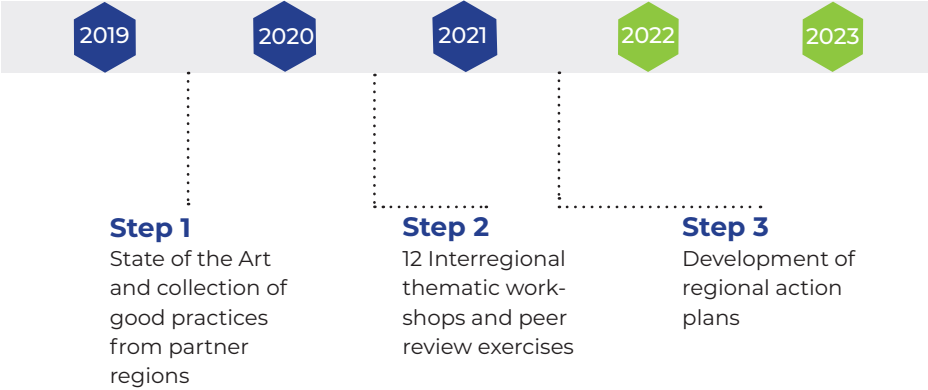 2019
2020
2021
2022
2023
Step 1
State of the Art
and collection of
good practices
from partner
regions
Step 2
12 Interregional
thematic work-
shops and peer
review exercises
Step 3
Development of
regional action
plans